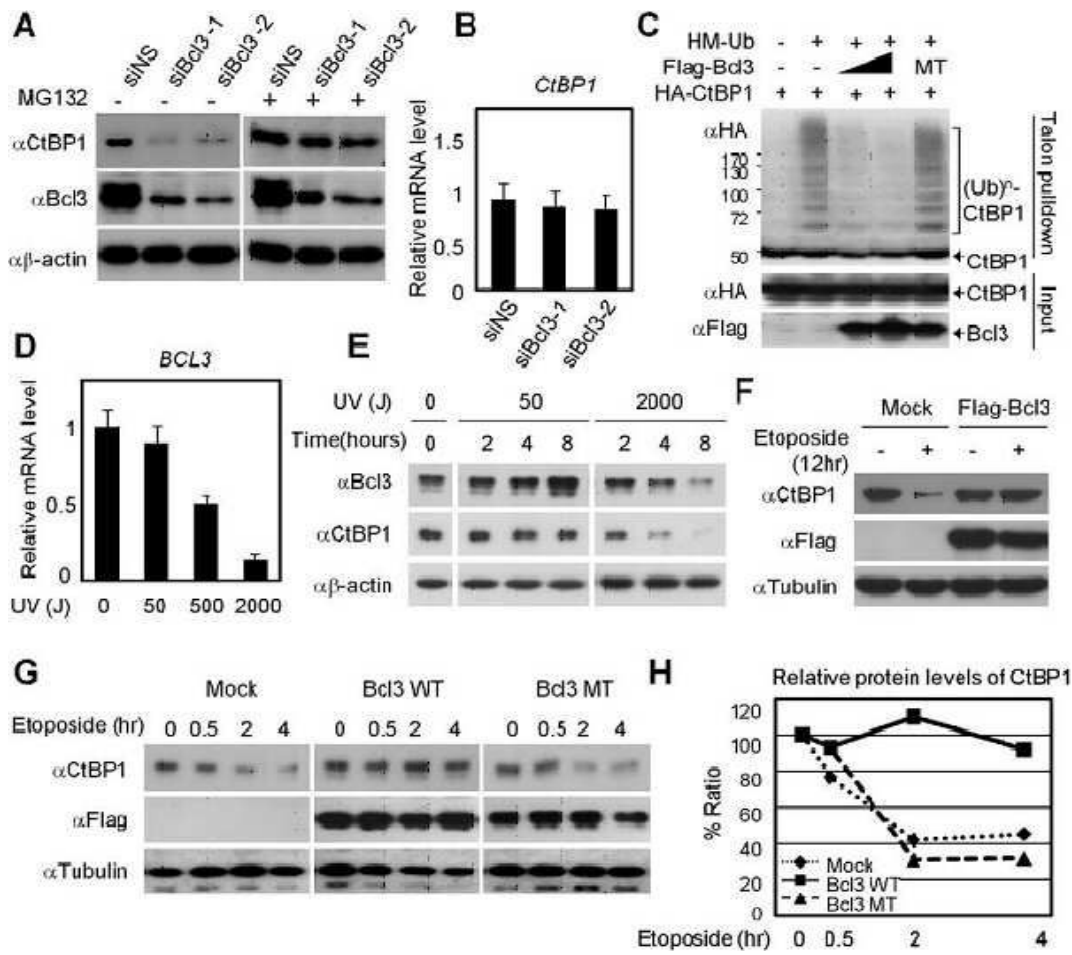 A
siNS siBcl3-1 siBcl3-2 siNS siBcl3-1 siBcl3-2
MG132 - - - + + +
αCtBP1
αBcl3
αβ-actin
B
CtBP1
Relative mRNA level
1.5
1
0.5
0
siNS siBcl3-1 siBcl3-2
C
HM-Ub - + + + +
Flag-Bcl3 - - MT
HA-CtBP1 + + + + +
αHA
170
130
100
72
50
(Ub)n-
CtBP1
CtBP1
Talon pulldown
αHA CtBP1
αFlag Bcl3
Input
D
BCL3
Relative mRNA level
1
0.5
0
UV (J) 0 50 500 2000
E
UV (J) 0 50 2000
Time(hours) 0 2 4 8 2 4 8
αBcl3
αCtBP1
αβ-actin
F
Mock Flag-Bcl3
Etoposide
(12hr) - + - +
αCtBP1
αFlag
αTubulin
G
Mock Bcl3 WT Bcl3 MT
Etoposide (hr) 0 0.5 2 4 0 0.5 2 4 0 0.5 2 4
αCtBP1
αFlag
αTubulin
H
Relative protein levels of CtBP1
% Ratio
120
100
80
60
40
20
0
Mock
Bcl3 WT
Bcl3 MT
Etoposide (hr) 0 0.5 2 4